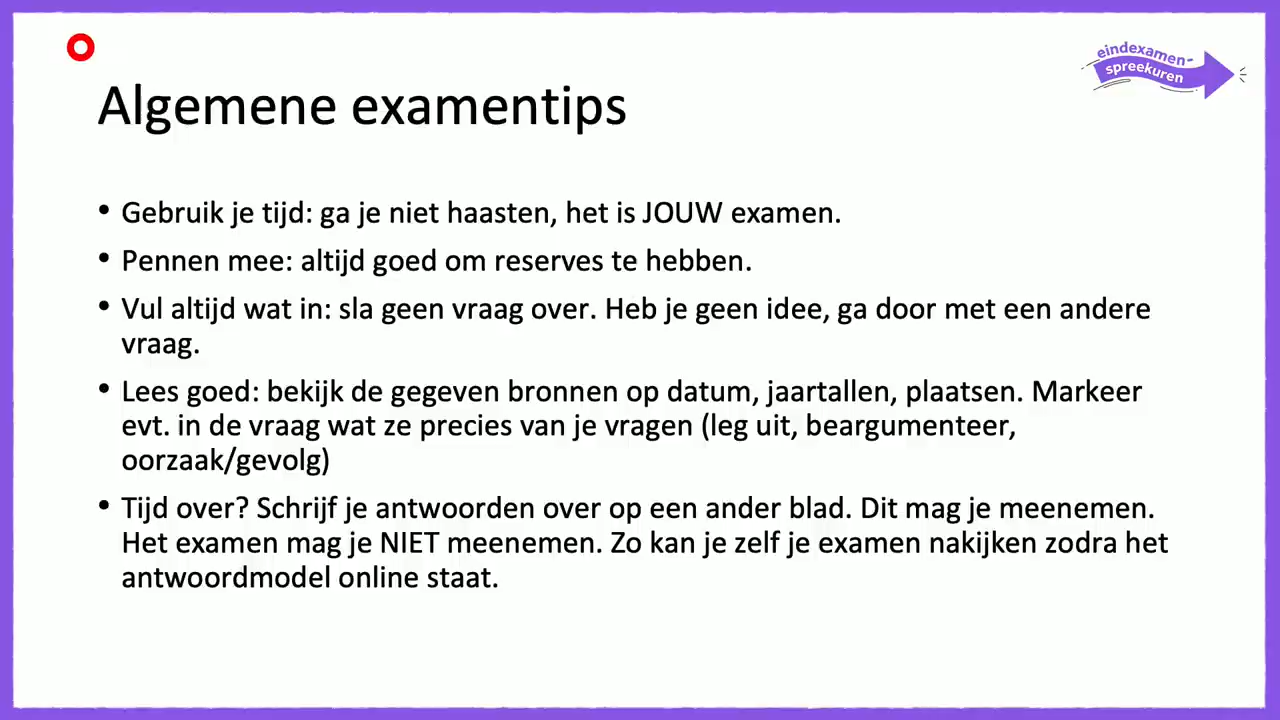 eindexamen-
spreekuren
Algemene examentips
• Gebruik je tijd: ga je niet haasten, het is JOUW examen.
• Pennen mee: altijd goed om reserves te hebben.
• Vul altijd wat in: sla geen vraag over. Heb je geen idee, ga door met een andere
vraag.
• Lees goed: bekijk de gegeven bronnen op datum, jaartallen, plaatsen. Markeer
evt. in de vraag wat ze precies van je vragen (leg uit, beargumenteer,
oorzaak/gevolg)
• Tijd over? Schrijf je antwoorden over op een ander blad. Dit mag je meenemen.
Het examen mag je NIET meenemen. Zo kan je zelf je examen nakijken zodra het
antwoordmodel online staat.